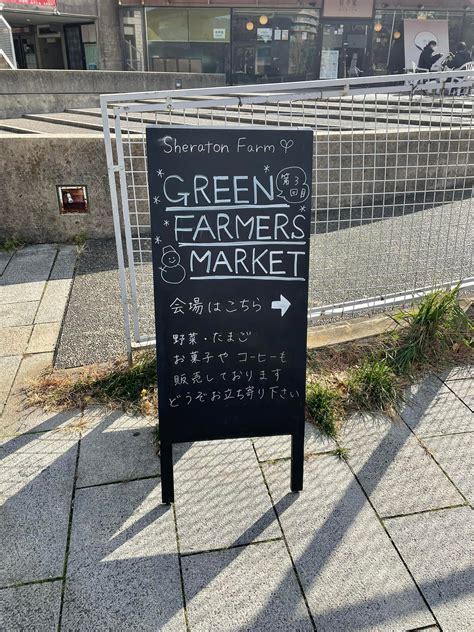 Sheraton Farm
第3回目
GREEN
FARMERS
MARKET
会場はこちら →
野菜・たまご
お菓子や コーヒーも
販売しております
どうぞお立ち寄り下さい